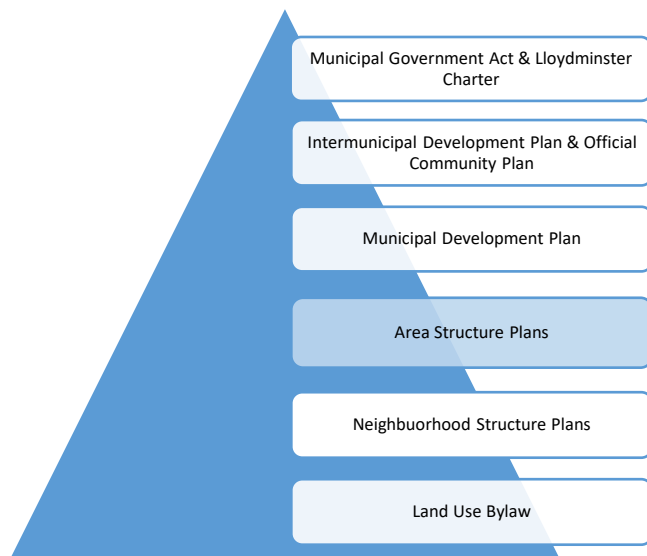 Municipal Government Act & Lloydminster
Charter
Intermunicipal Development Plan & Official
Community Plan
Municipal Development Plan
Area Structure Plans
Neighbuorhood Structure Plans
Land Use Bylaw